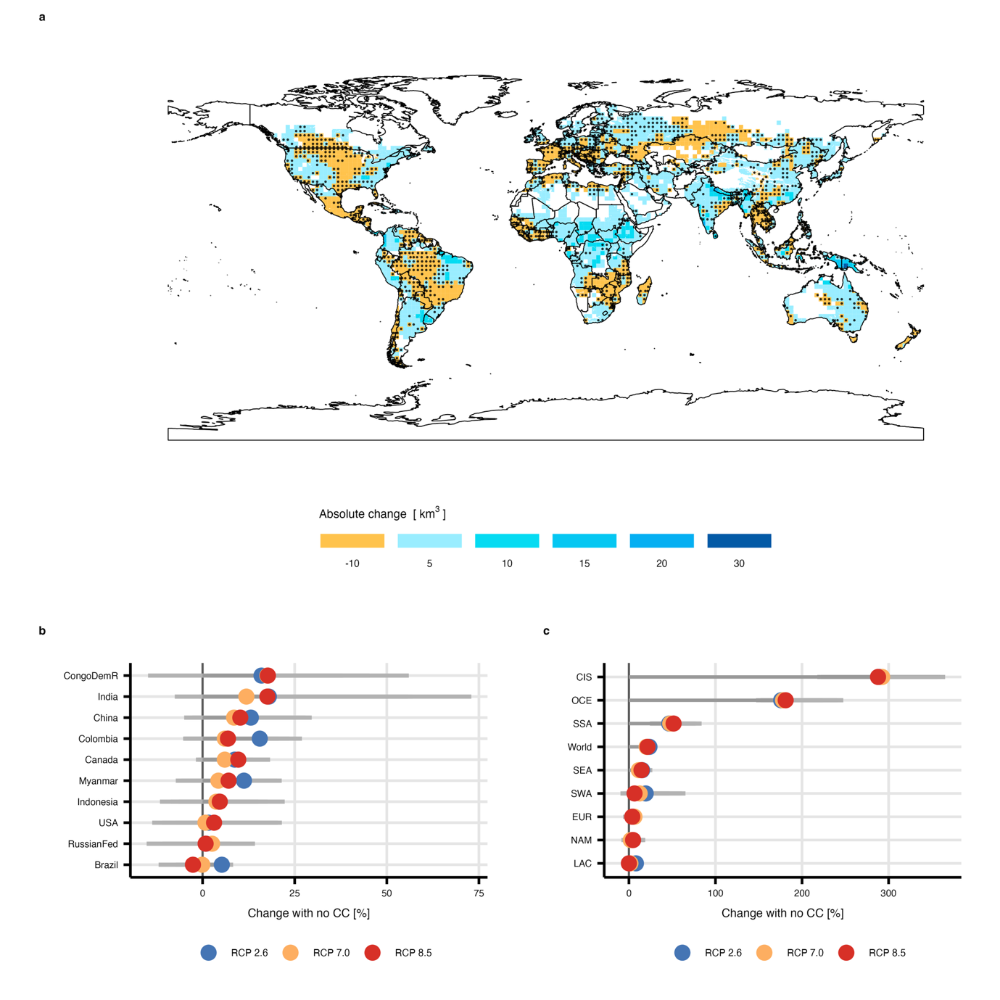 a
Absolute change [ km³ ]
-10 5 10 15 20 30
b
CongoDemR
India
China
Colombia
Canada
Myanmar
Indonesia
USA
RussianFed
Brazil
0 25 50 75
Change with no CC [%]
RCP 2.6 RCP 7.0 RCP 8.5
c
CIS
OCE
SSA
World
SEA
SWA
EUR
NAM
LAC
0 100 200 300
Change with no CC [%]
RCP 2.6 RCP 7.0 RCP 8.5